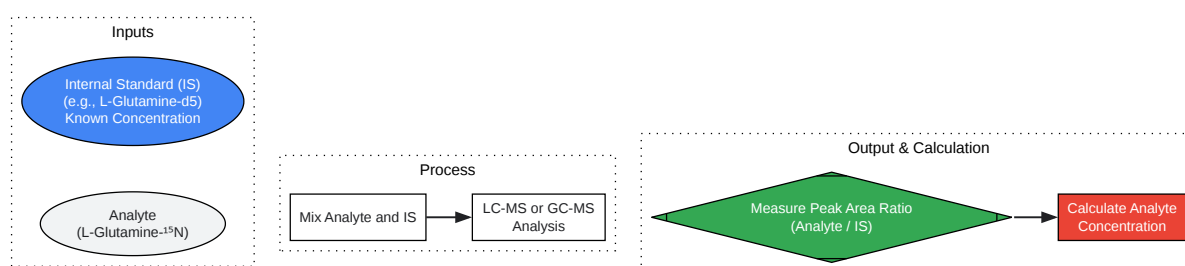 Inputs
Internal Standard (IS)
(e.g., L-Glutamine-d5)
Known Concentration
Analyte
(L-Glutamine-¹⁵N)
Process
Mix Analyte and IS
LC-MS or GC-MS
Analysis
Output & Calculation
Measure Peak Area Ratio
(Analyte / IS)
Calculate Analyte
Concentration